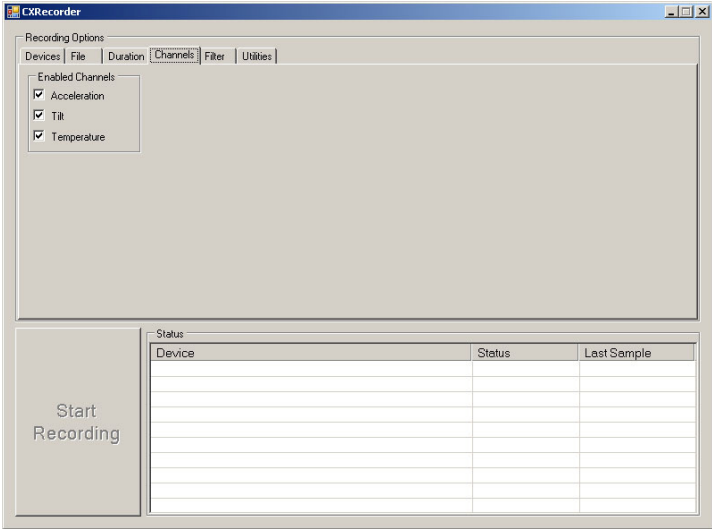 CXRecorder
Recording Options
Devices File Duration Channels Filter Utilities
Enabled Channels
Acceleration
Tilt
Temperature
Status
Device Status Last Sample
Start
Recording